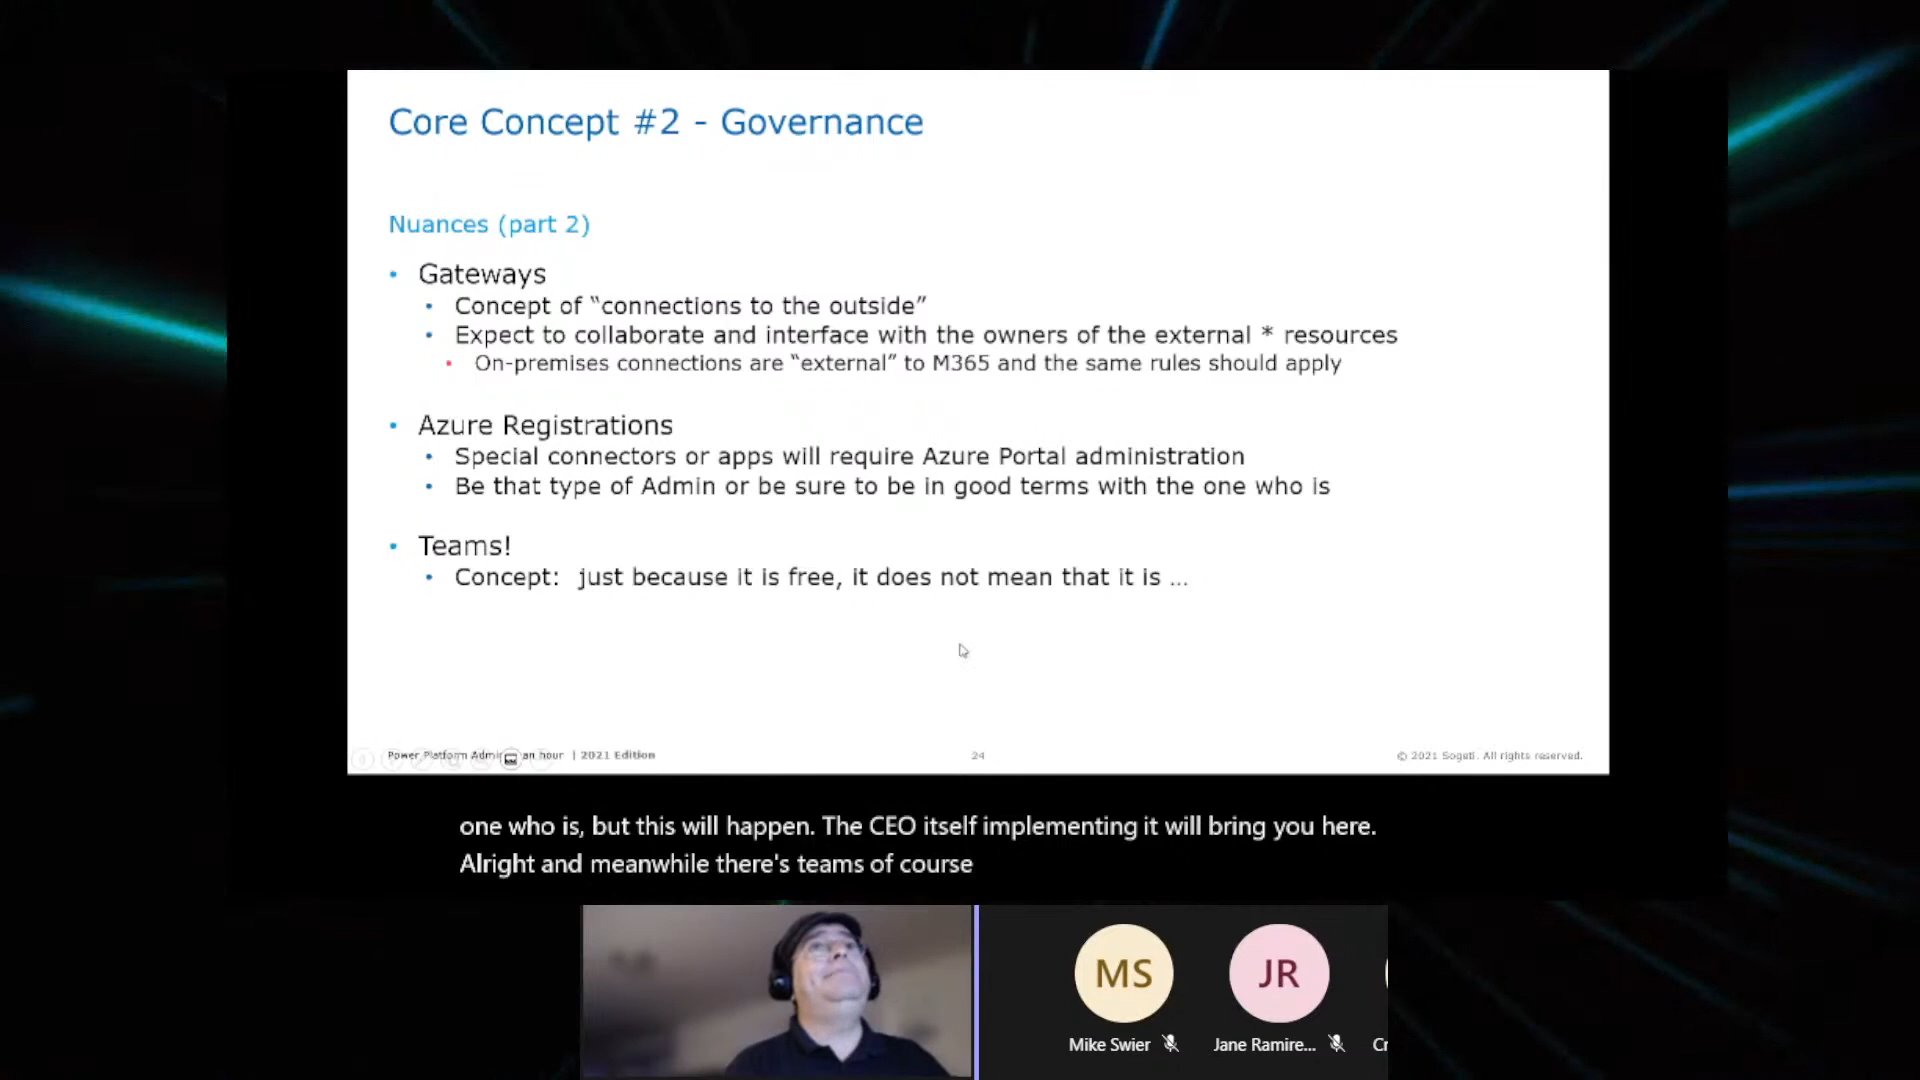 Core Concept #2 - Governance
Nuances (part 2)
• Gateways
• Concept of “connections to the outside”
• Expect to collaborate and interface with the owners of the external * resources
• On-premises connections are “external” to M365 and the same rules should apply
• Azure Registrations
• Special connectors or apps will require Azure Portal administration
• Be that type of Admin or be sure to be in good terms with the one who is
• Teams!
• Concept:  just because it is free, it does not mean that it is ...
Power Platform Admin an hour | 2021 Edition
24
© 2021 Sogeti. All rights reserved.
one who is, but this will happen. The CEO itself implementing it will bring you here.
Alright and meanwhile there's teams of course
MS
JR
Mike Swier
Jane Ramire...
Cr